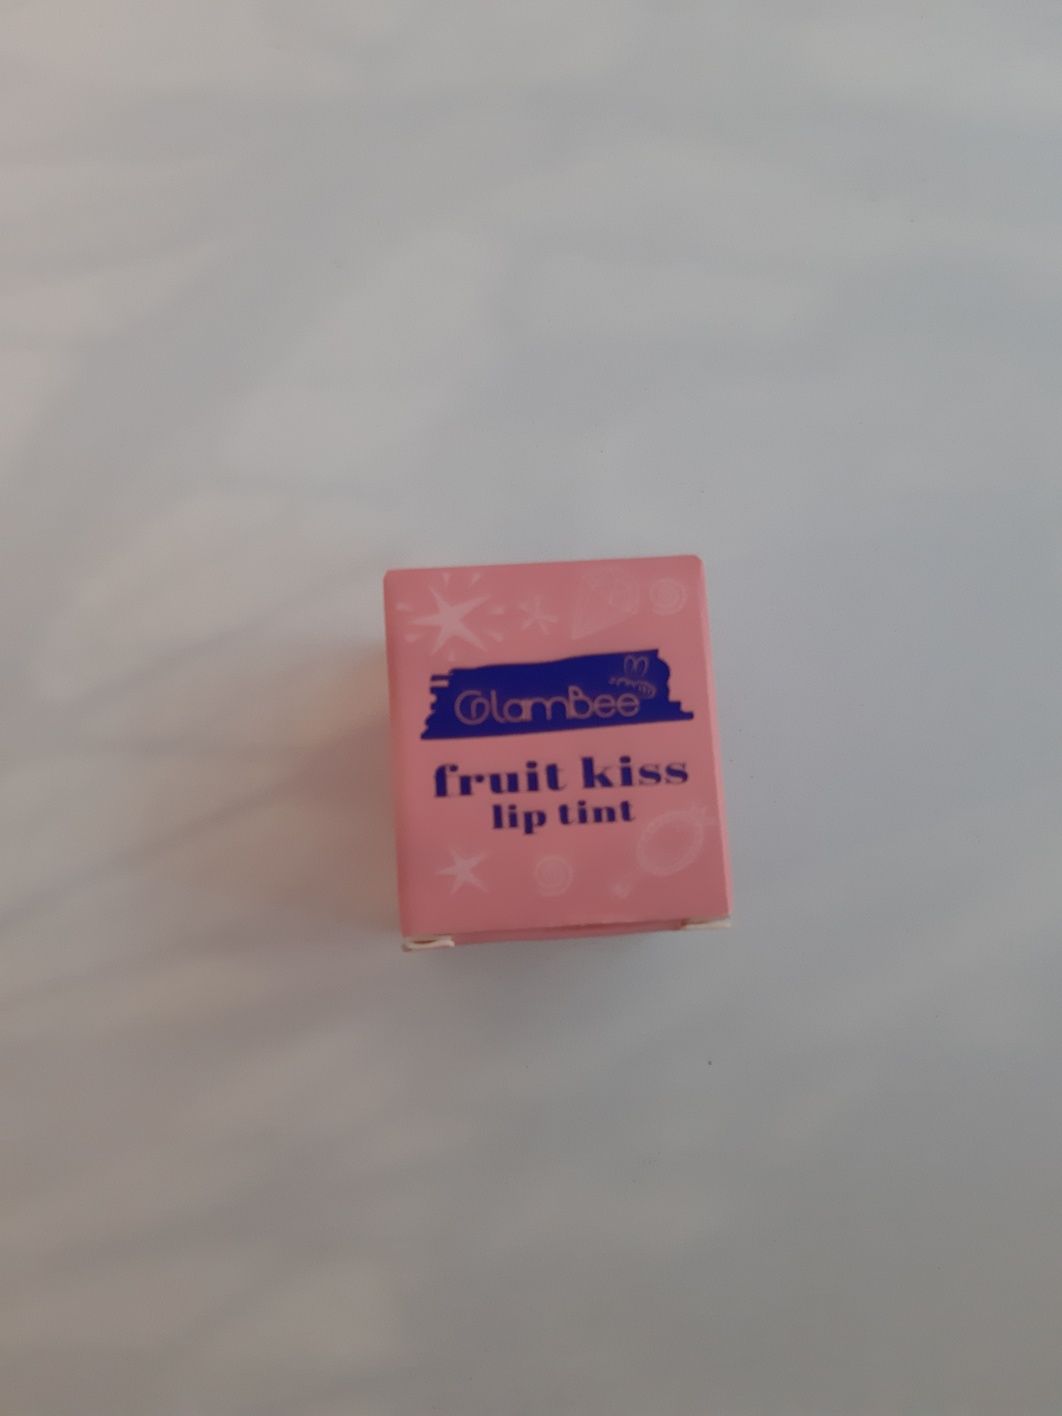 GlamBee
fruit kiss
lip tint